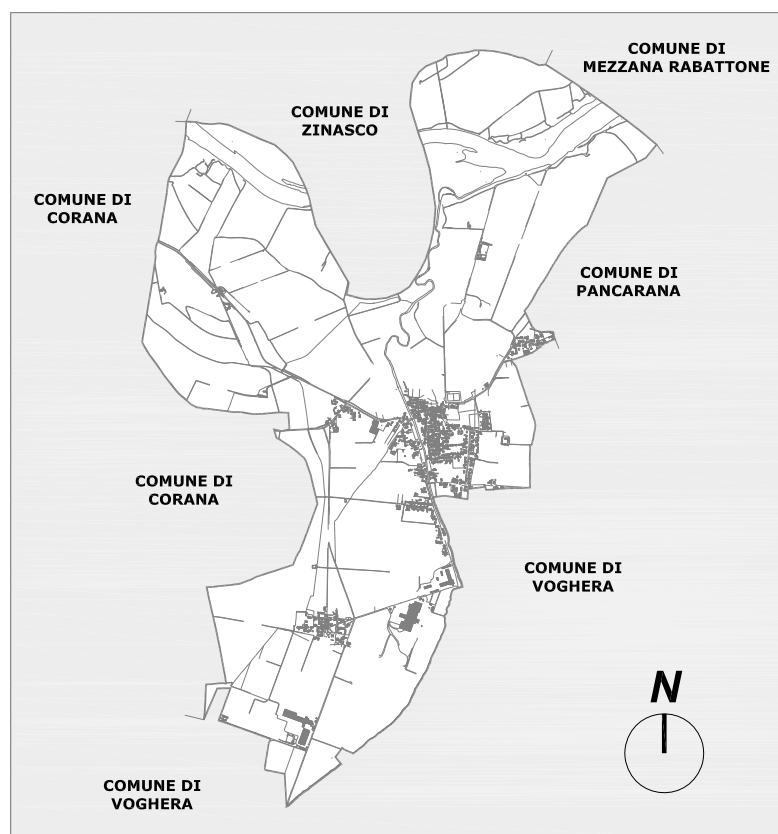 COMUNE DI
MEZZANA RABATTONE
COMUNE DI
ZINASCO
COMUNE DI
CORANA
COMUNE DI
PANCARANA
COMUNE DI
CORANA
COMUNE DI
VOGHERA
N
COMUNE DI
VOGHERA